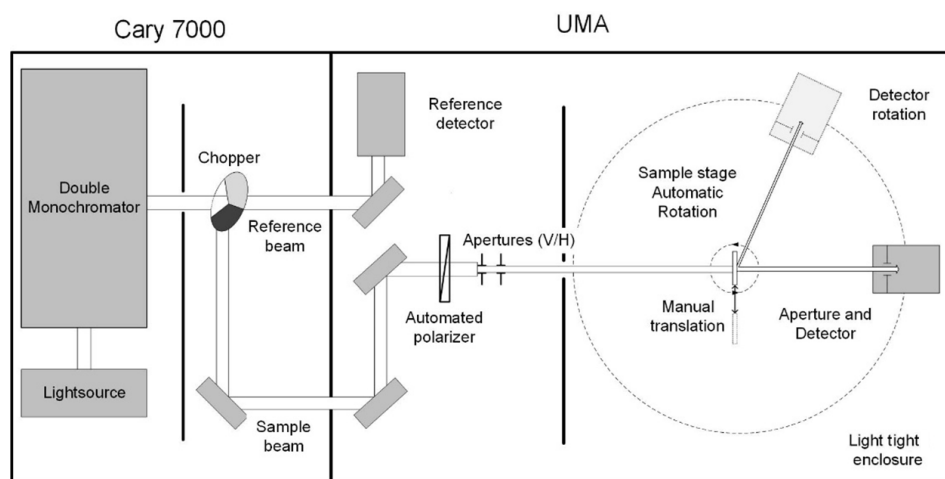 Cary 7000
UMA
Double
Monochromator
Lightsource
Chopper
Reference
beam
Sample
beam
Reference
detector
Automated
polarizer
Apertures (V/H)
Sample stage
Automatic
Rotation
Manual
translation
Detector
rotation
Aperture and
Detector
Light tight
enclosure